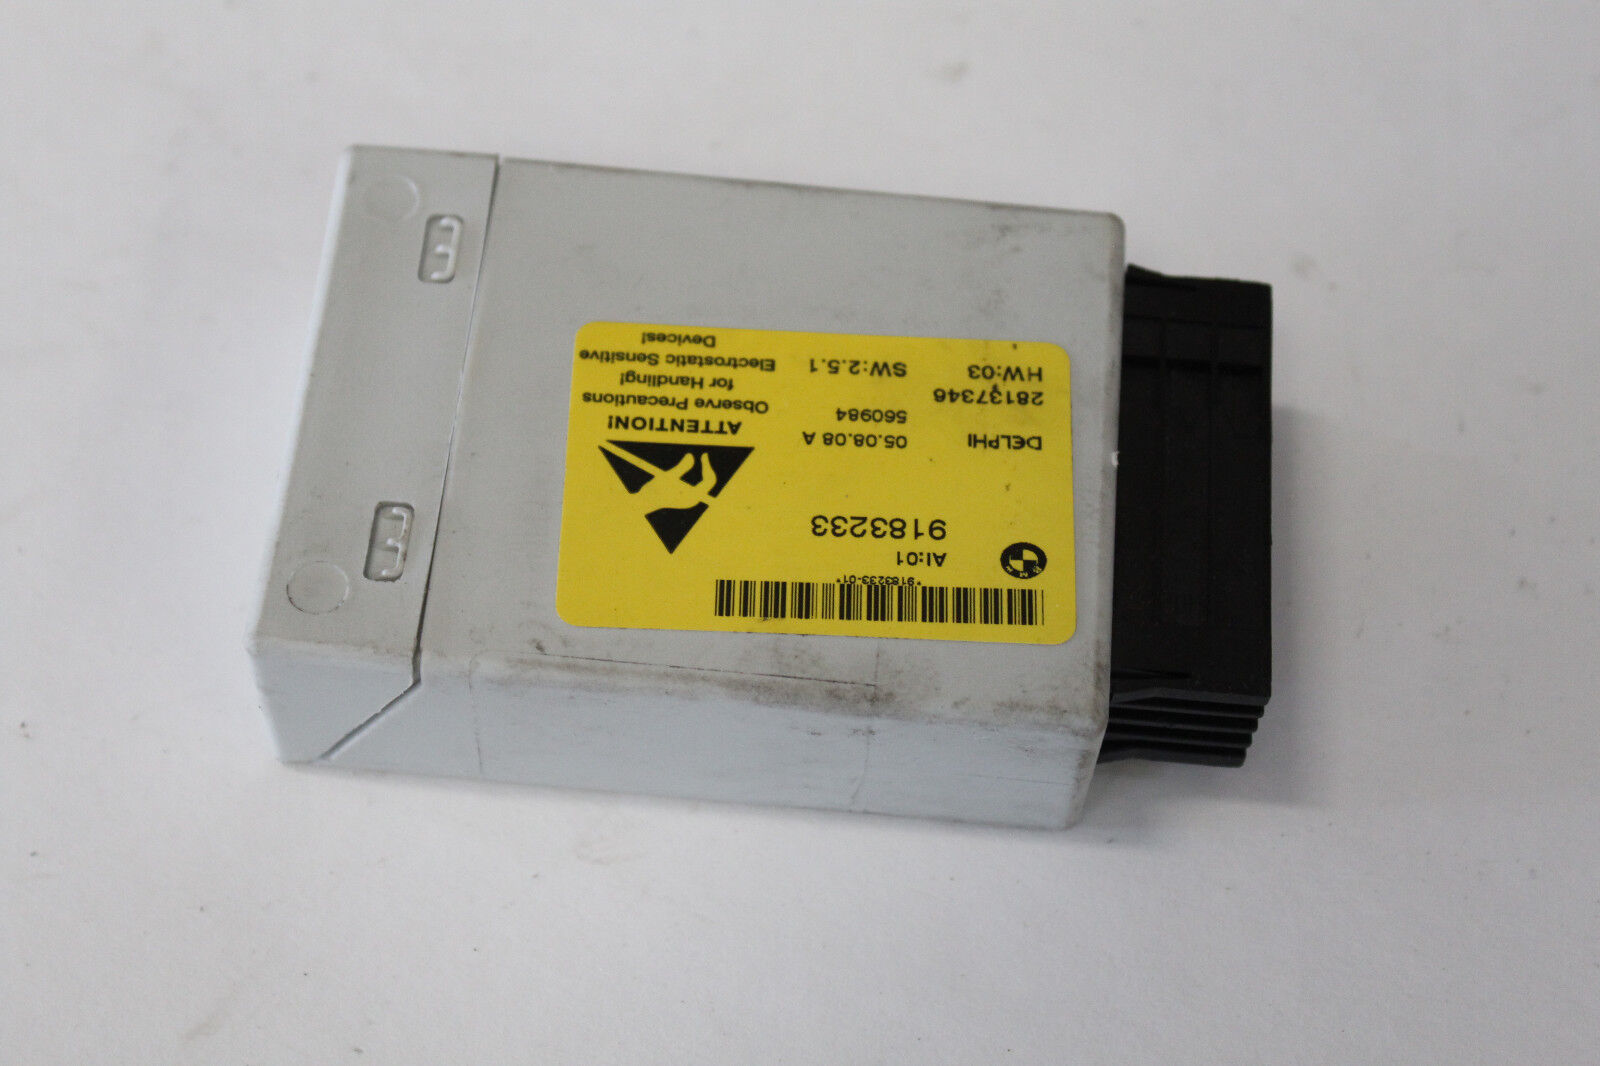 *9183233-01*
AI:01
BMW
9183233
DELPHI 05.08.08 A
28137346 560984
HW:03 SW:2.5.1
ATTENTION!
Observe Precautions
for Handling!
Electrostatic Sensitive
Devices!